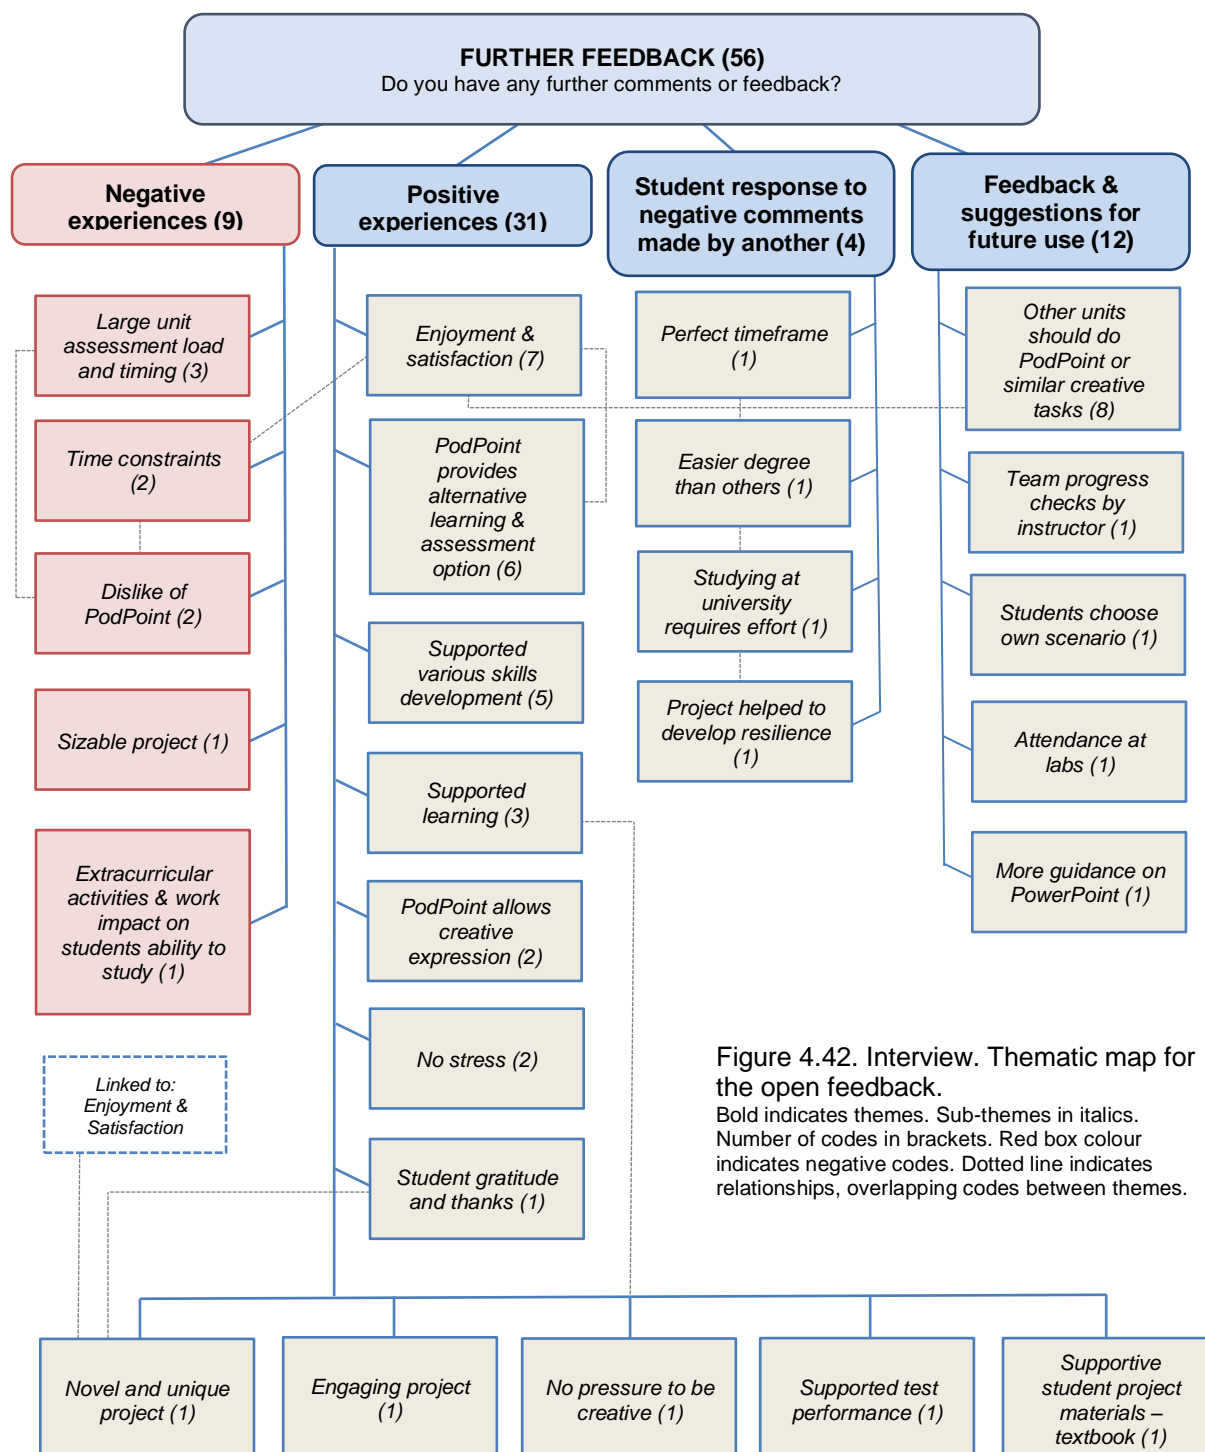 FURTHER FEEDBACK (56)
Do you have any further comments or feedback?
Negative
experiences (9)
Positive
experiences (31)
Student response to
negative comments
made by another (4)
Feedback &
suggestions for
future use (12)
Large unit
assessment load
and timing (3)
Time constraints
(2)
Dislike of
PodPoint (2)
Sizable project (1)
Extracurricular
activities & work
impact on
students ability to
study (1)
Linked to:
Enjoyment &
Satisfaction
Enjoyment &
satisfaction (7)
PodPoint
provides
alternative
learning &
assessment
option (6)
Supported
various skills
development (5)
Supported
learning (3)
PodPoint allows
creative
expression (2)
No stress (2)
Student gratitude
and thanks (1)
Perfect timeframe
(1)
Easier degree
than others (1)
Studying at
university
requires effort (1)
Project helped to
develop resilience
(1)
Other units
should do
PodPoint or
similar creative
tasks (8)
Team progress
checks by
instructor (1)
Students choose
own scenario (1)
Attendance at
labs (1)
More guidance on
PowerPoint (1)
Figure 4.42. Interview. Thematic map for
the open feedback.
Bold indicates themes. Sub-themes in italics.
Number of codes in brackets. Red box colour
indicates negative codes. Dotted line indicates
relationships, overlapping codes between themes.
Novel and unique
project (1)
Engaging project
(1)
No pressure to be
creative (1)
Supported test
performance (1)
Supportive
student project
materials –
textbook (1)